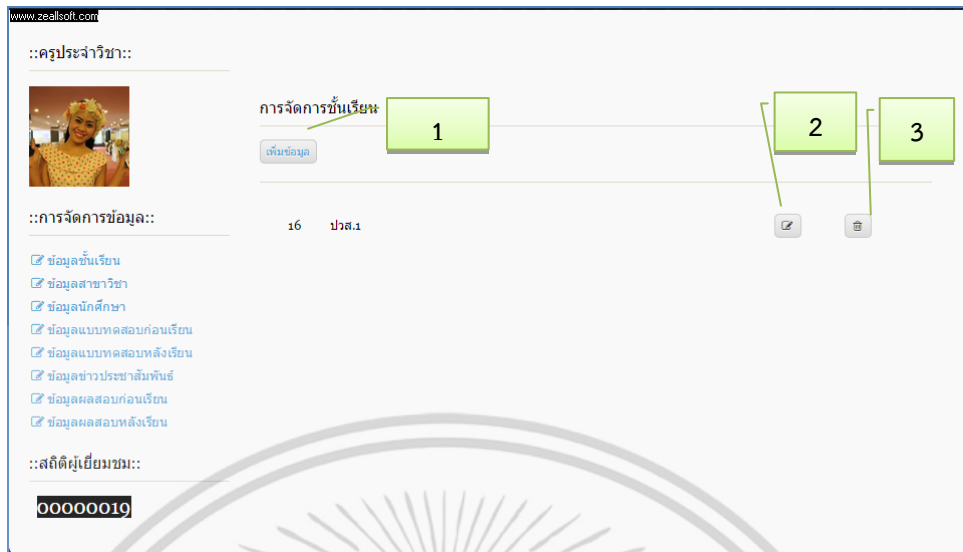 www.zeallsoft.com
::ครูประจำวิชา::
การจัดการชั้นเรียน
1
2
3
เพิ่มข้อมูล
::การจัดการข้อมูล::
16 ปวส.1
ข้อมูลชั้นเรียน
ข้อมูลสาขาวิชา
ข้อมูลนักศึกษา
ข้อมูลแบบทดสอบก่อนเรียน
ข้อมูลแบบทดสอบหลังเรียน
ข้อมูลข่าวประชาสัมพันธ์
ข้อมูลผลสอบก่อนเรียน
ข้อมูลผลสอบหลังเรียน
::สถิติผู้เยี่ยมชม::
00000019